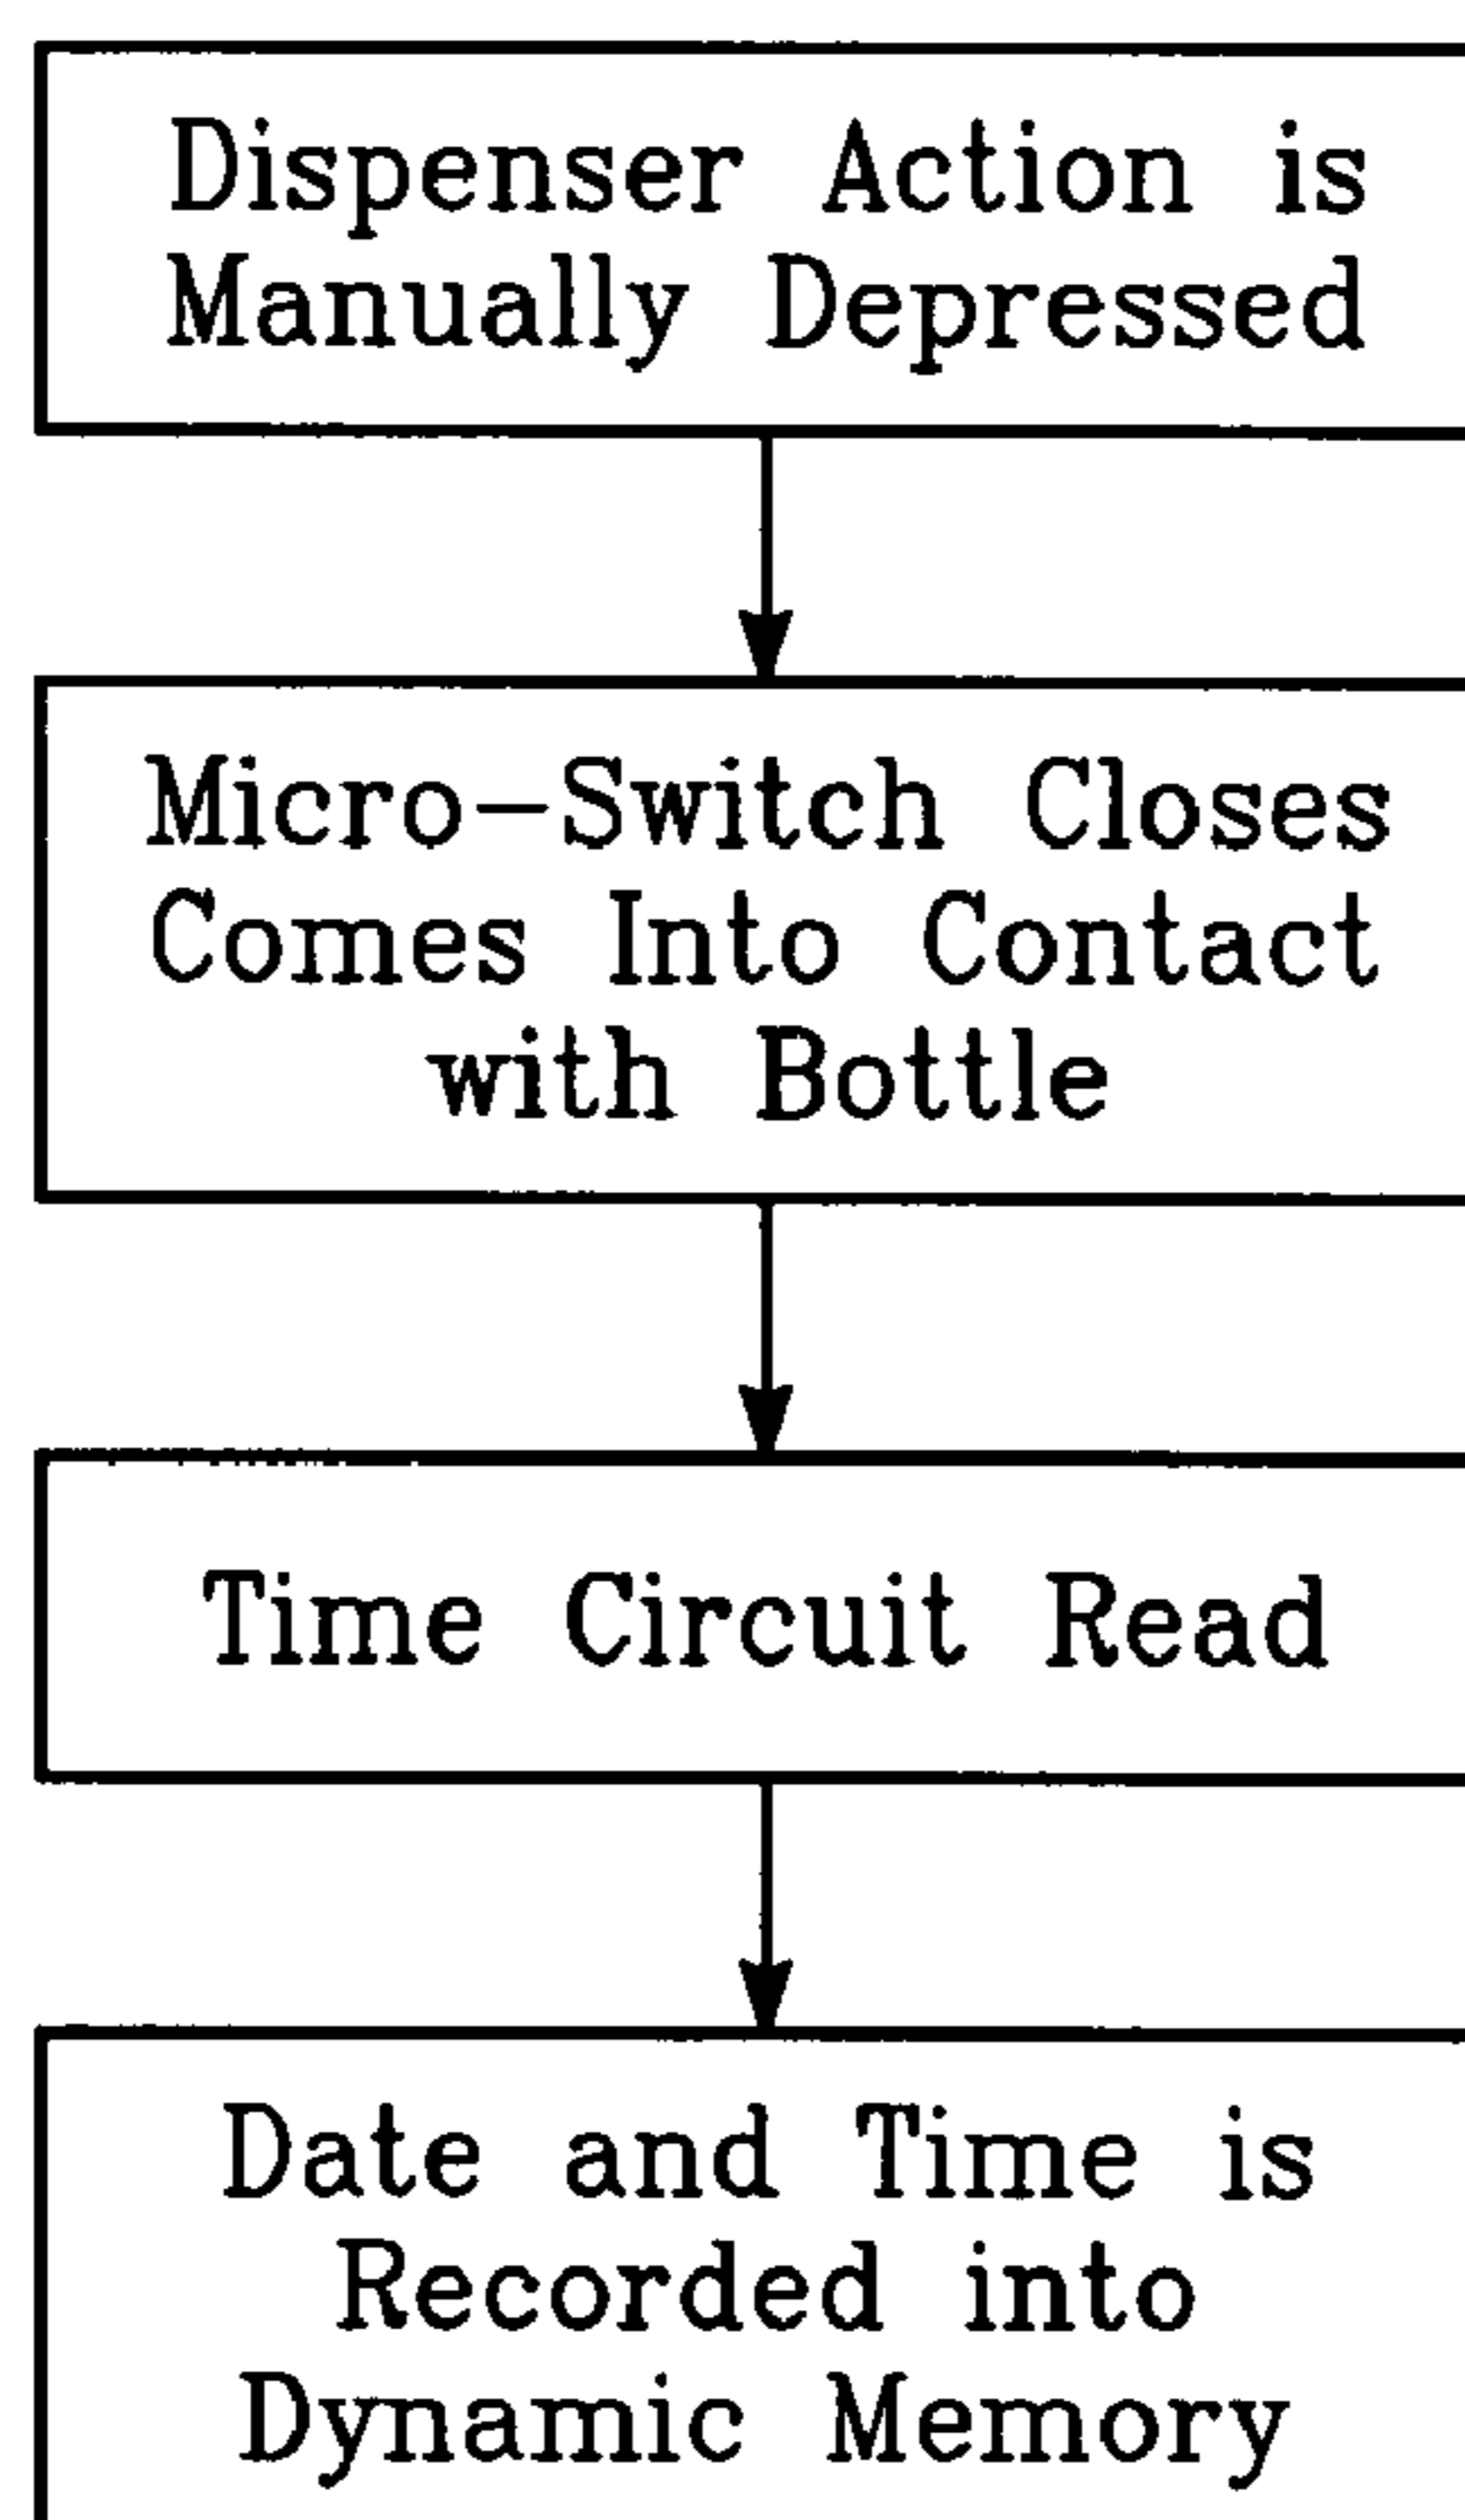 Dispenser Action is
Manually Depressed
Micro-Switch Closes
Comes Into Contact
with Bottle
Time Circuit Read
Date and Time is
Recorded into
Dynamic Memory